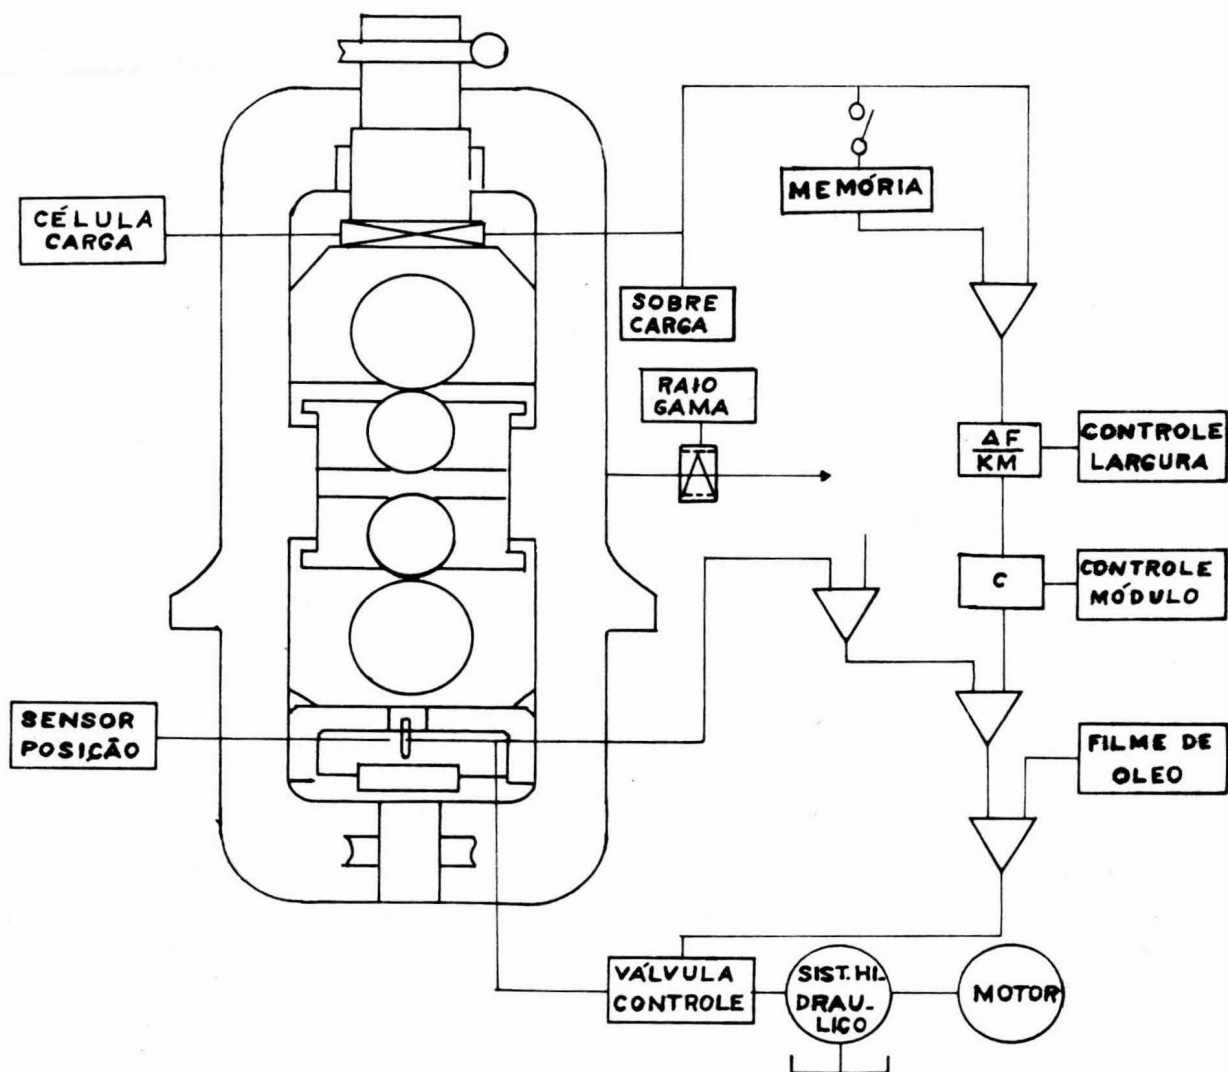 MEMÓRIA
CÉLULA
CARGA
SOBRE
CARGA
RAIO
GAMA
ΔF
KM
CONTROLE
LARGURA
C
CONTROLE
MÓDULO
SENSOR
POSIÇÃO
FILME DE
OLEO
VÁLVULA
CONTROLE
SIST. HI-
DRAU-
LICO
MOTOR